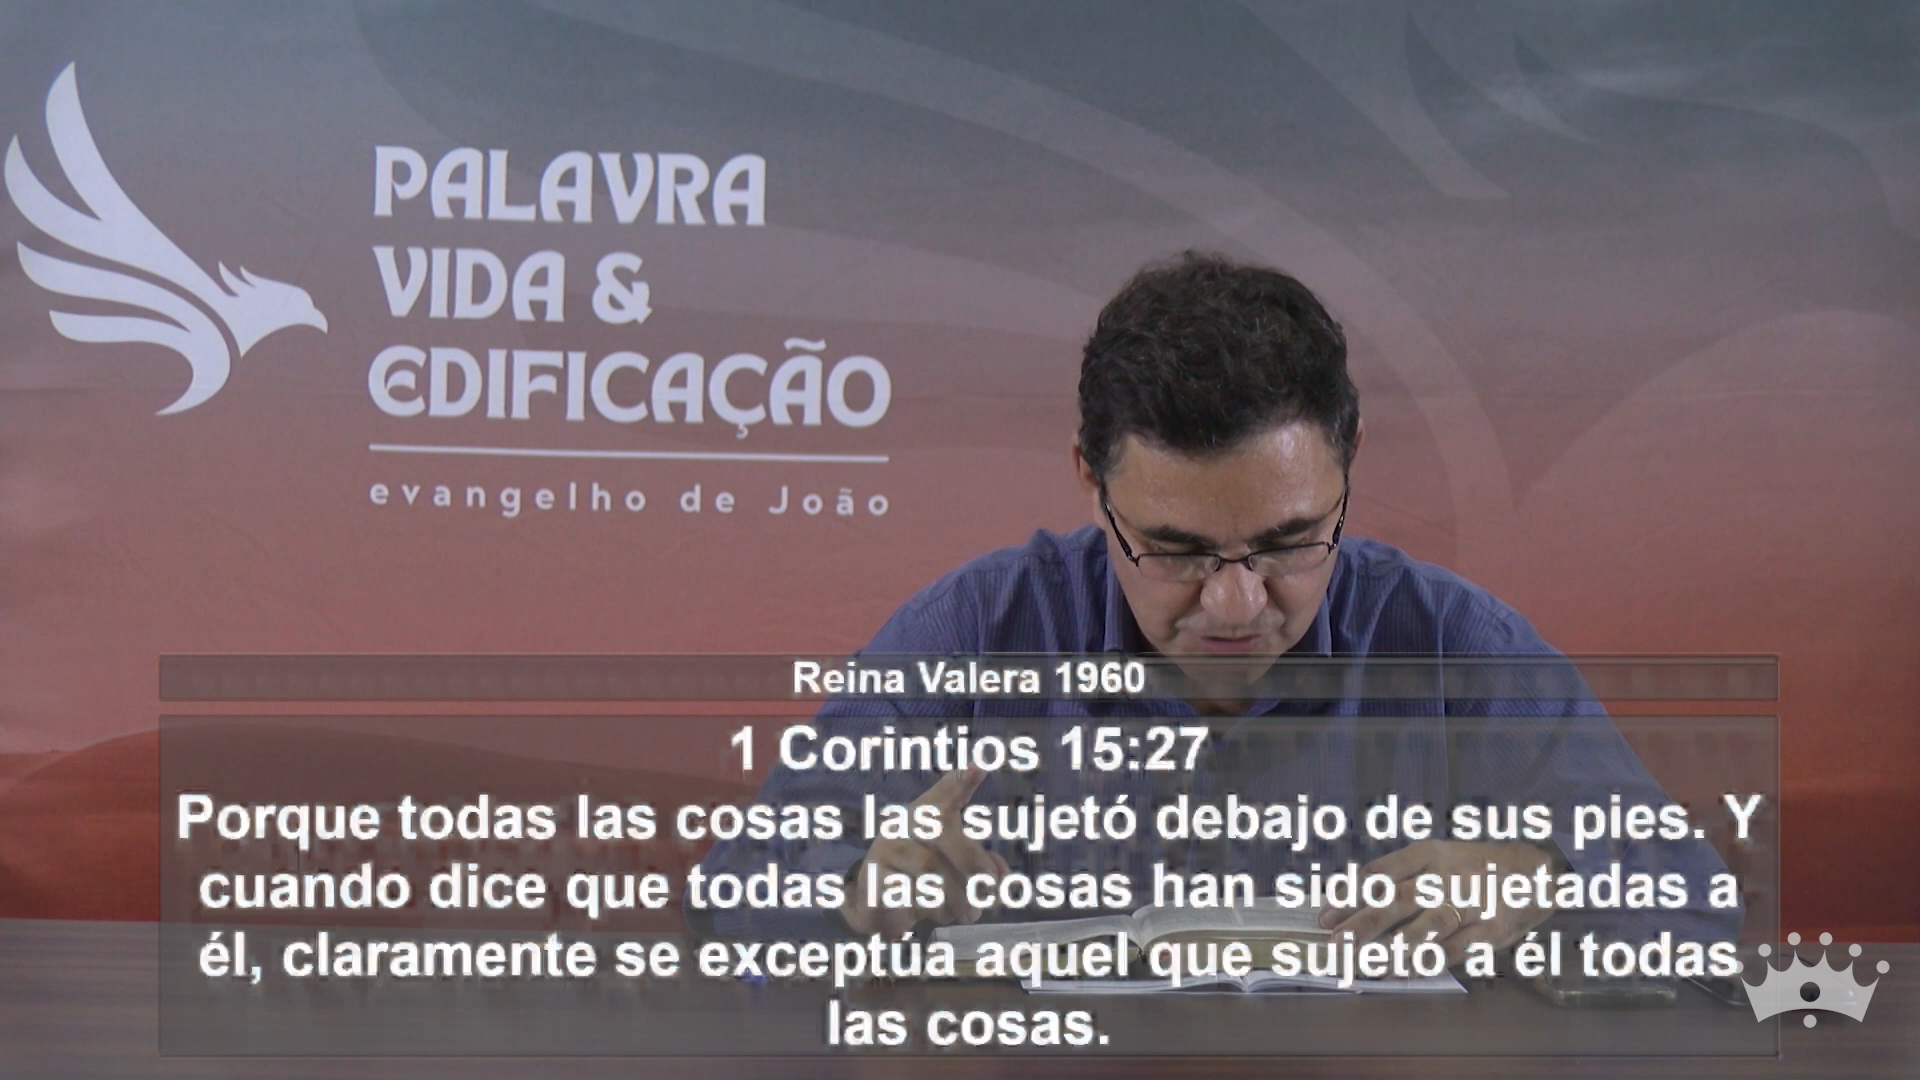 PALAVRA
VIDA &
EDIFICAÇÃO
evangelho de João
Reina Valera 1960
1 Corintios 15:27
Porque todas las cosas las sujetó debajo de sus pies. Y
cuando dice que todas las cosas han sido sujetadas a
él, claramente se exceptúa aquel que sujetó a él todas
las cosas.